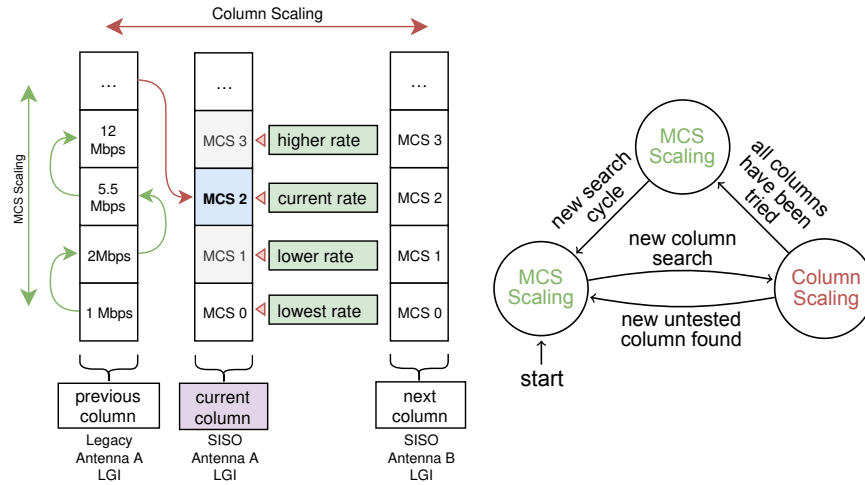 Column Scaling
MCS Scaling
...
12
Mbps
5.5
Mbps
2Mbps
1 Mbps
previous
column
Legacy
Antenna A
LGI
...
MCS 3
MCS 2
MCS 1
MCS 0
current
column
SISO
Antenna A
LGI
higher rate
current rate
lower rate
lowest rate
...
MCS 3
MCS 2
MCS 1
MCS 0
next
column
SISO
Antenna B
LGI
MCS
Scaling
new search
cycle
all columns
have been
tried
MCS
Scaling
new column
search
Column
Scaling
new untested
column found
start